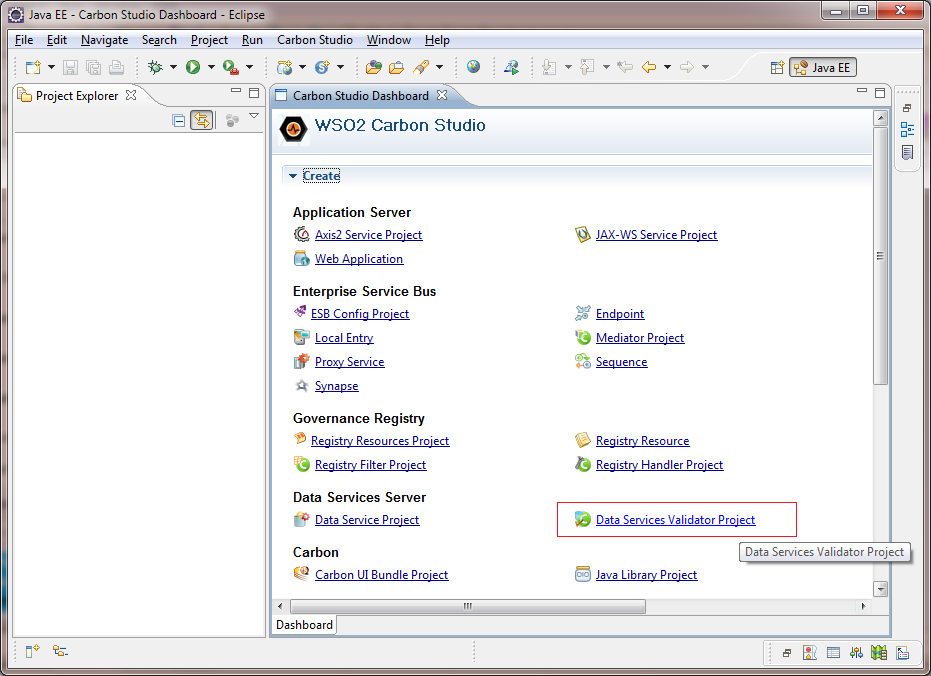 Java EE - Carbon Studio Dashboard - Eclipse
File Edit Navigate Search Project Run Carbon Studio Window Help
Java EE
Project Explorer
Carbon Studio Dashboard
WSO2 Carbon Studio
Create
Application Server
Axis2 Service Project
JAX-WS Service Project
Web Application
Enterprise Service Bus
ESB Config Project
Endpoint
Local Entry
Mediator Project
Proxy Service
Sequence
Synapse
Governance Registry
Registry Resources Project
Registry Resource
Registry Filter Project
Registry Handler Project
Data Services Server
Data Service Project
Data Services Validator Project
Data Services Validator Project
Carbon
Carbon UI Bundle Project
Java Library Project
Dashboard